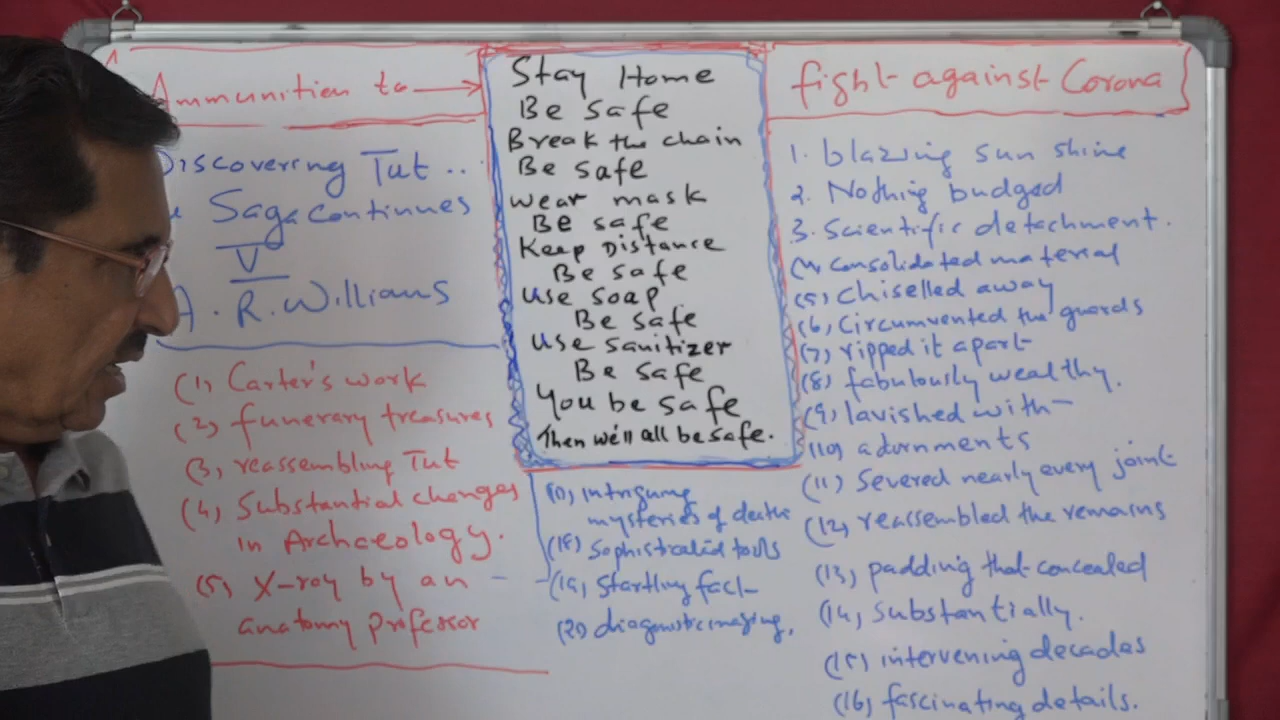 Ammunition to → 
Discovering Tut ..
Saga continues
V
A. R. Willians
(1) Carter's work
(2) funerary treasures
(3) reassembling Tut
(4) Substantial changes
in Archaeology.
(5) X-ray by an
anatomy professor
Stay Home
Be safe
Break the chain
Be safe
wear mask
Be safe
Keep Distance
Be safe
use soap
Be safe
use sanitizer
Be safe
You be safe
Then we'll all be safe.
intriguing
mysteries of death
(18) Sophisticated tools
(19) Startling fact
(20) diagnostic imaging.
fight against Corona
1. blazing sun shine
2. Nothing budged
3. Scientific detachment.
(4) consolidated material
(5) chiselled away
(6) Circumvented the guards
(7) ripped it apart
(8) fabulously wealthy.
(9) lavished with
(10) adornments
(11) Severed nearly every joint
(12) reassembled the remains
(13) padding that concealed
(14) Substantially.
(15) intervening decades
(16) fascinating details.